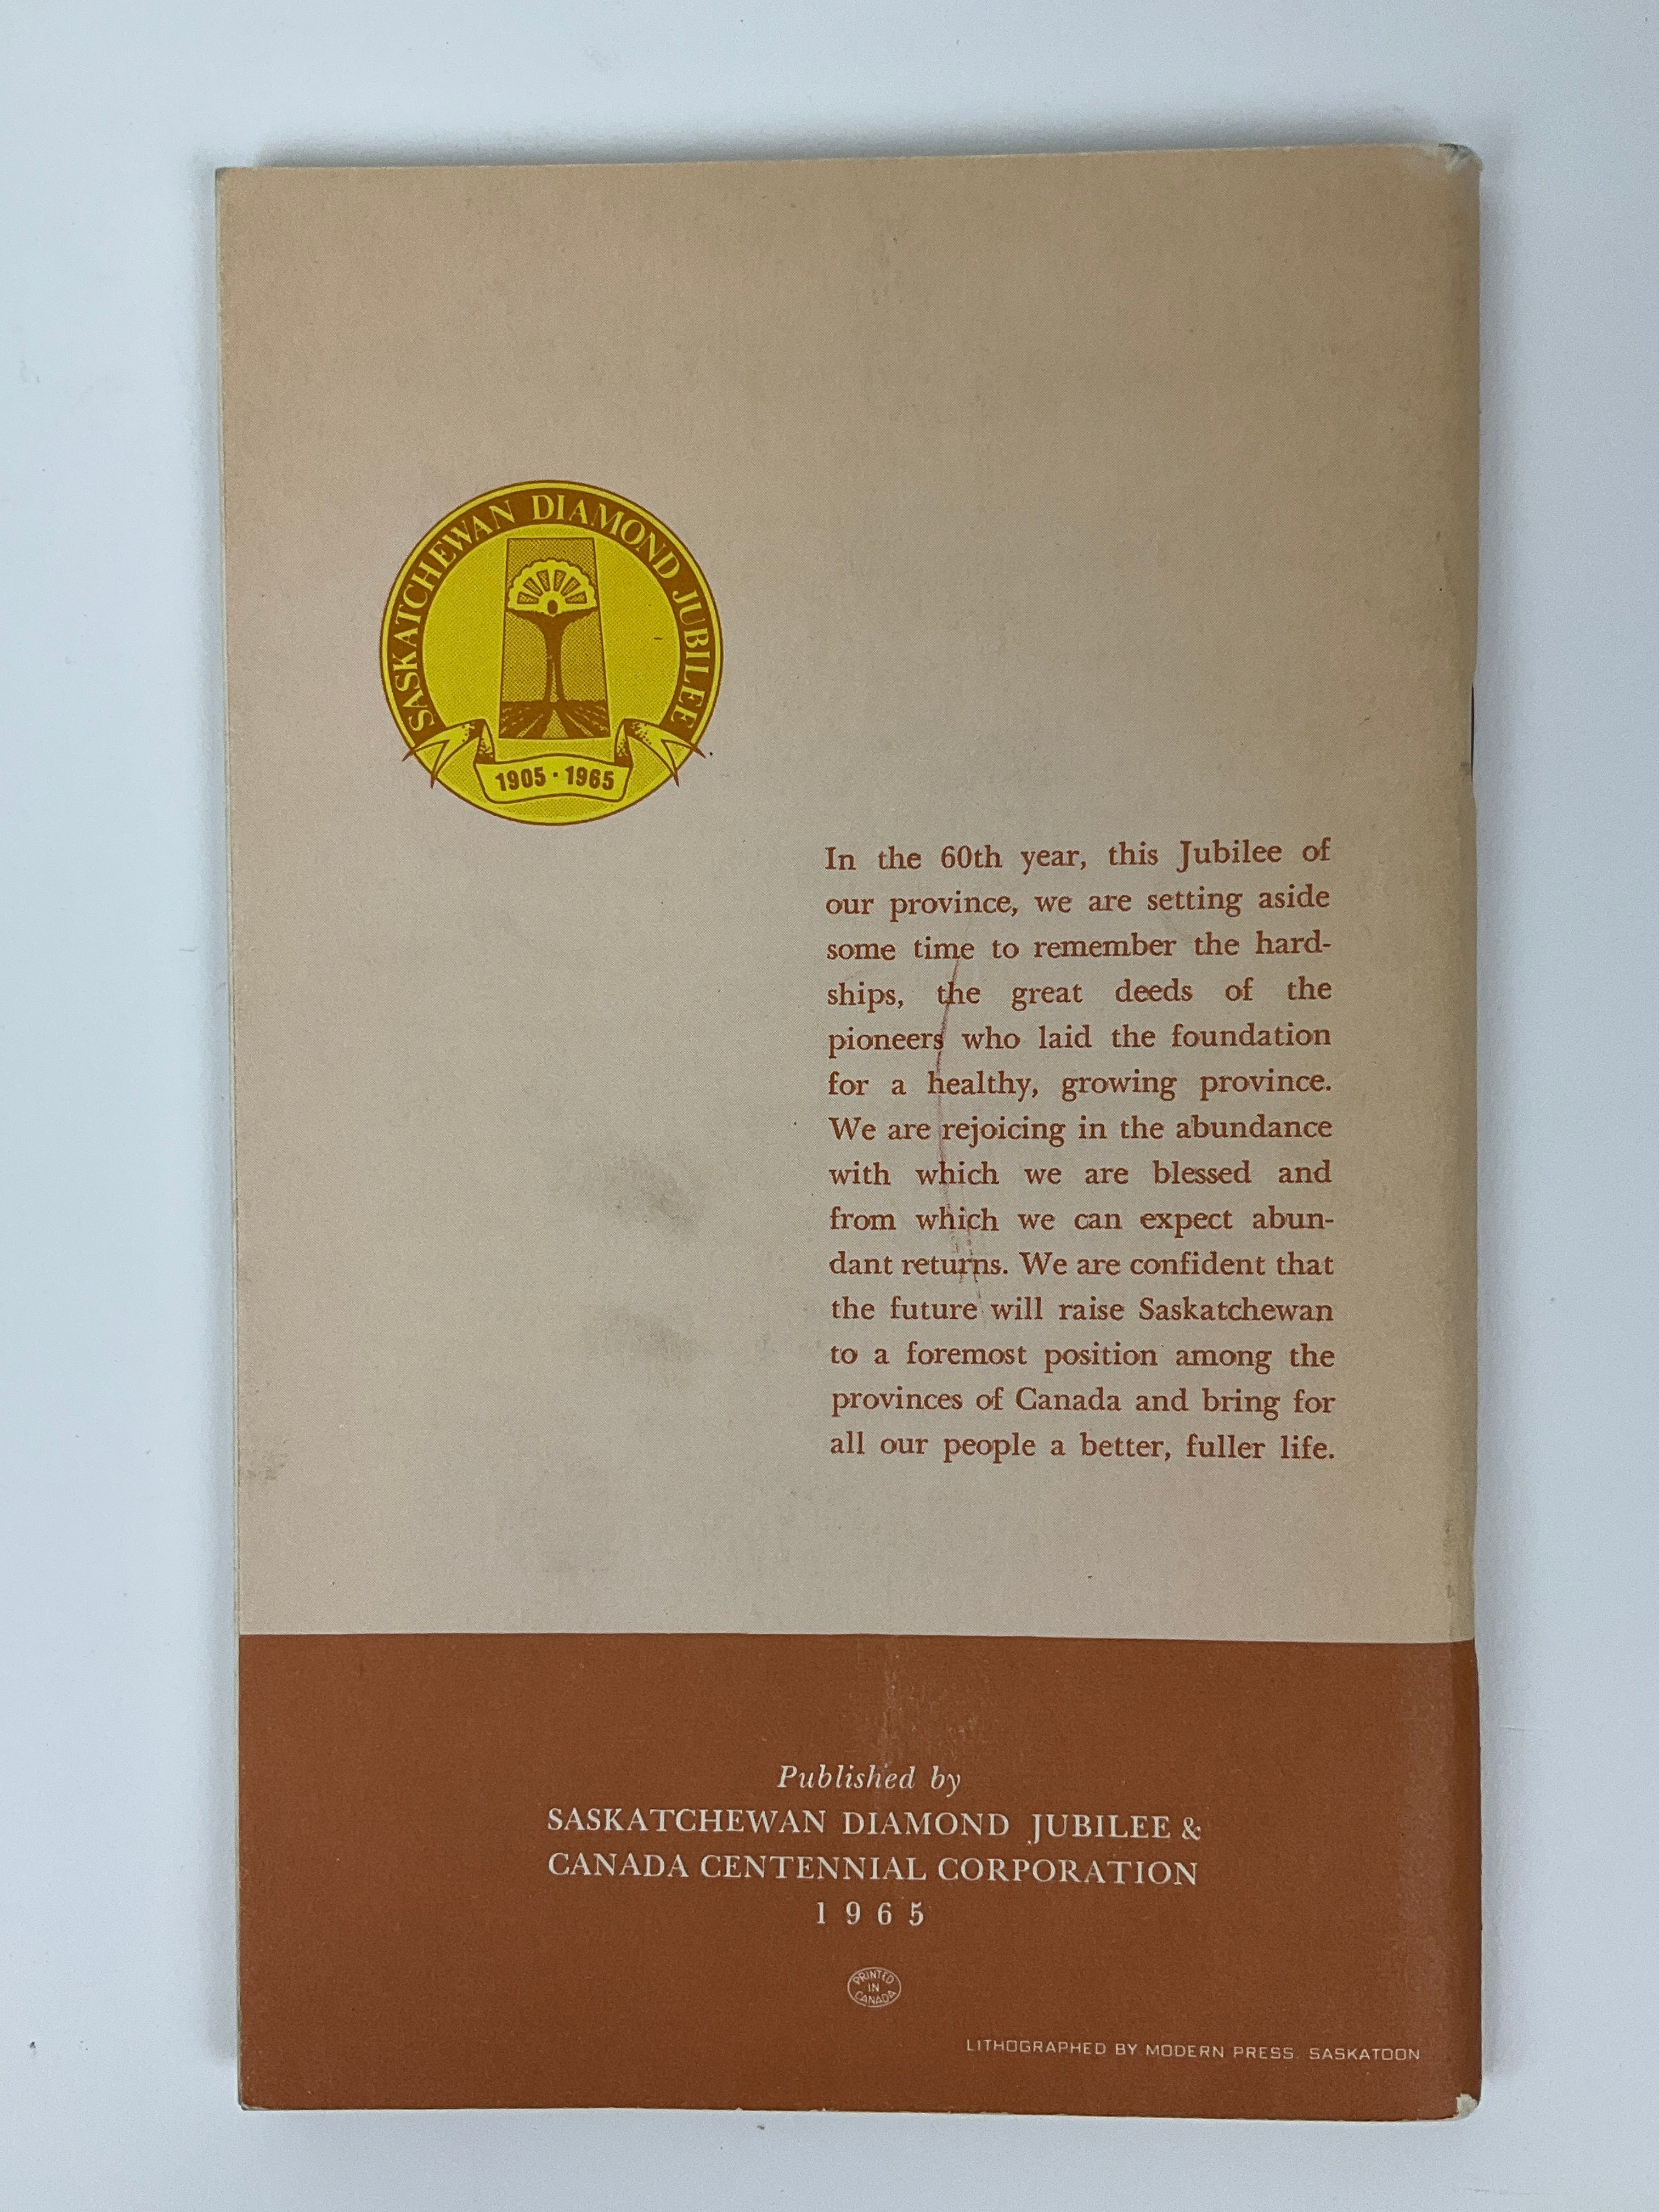 SASKATCHEWAN DIAMOND JUBILEE
1905 · 1965
In the 60th year, this Jubilee of
our province, we are setting aside
some time to remember the hard-
ships, the great deeds of the
pioneers who laid the foundation
for a healthy, growing province.
We are rejoicing in the abundance
with which we are blessed and
from which we can expect abun-
dant returns. We are confident that
the future will raise Saskatchewan
to a foremost position among the
provinces of Canada and bring for
all our people a better, fuller life.
Published by
SASKATCHEWAN DIAMOND JUBILEE &
CANADA CENTENNIAL CORPORATION
1965
PRINTED
IN
CANADA
LITHOGRAPHED BY MODERN PRESS, SASKATOON